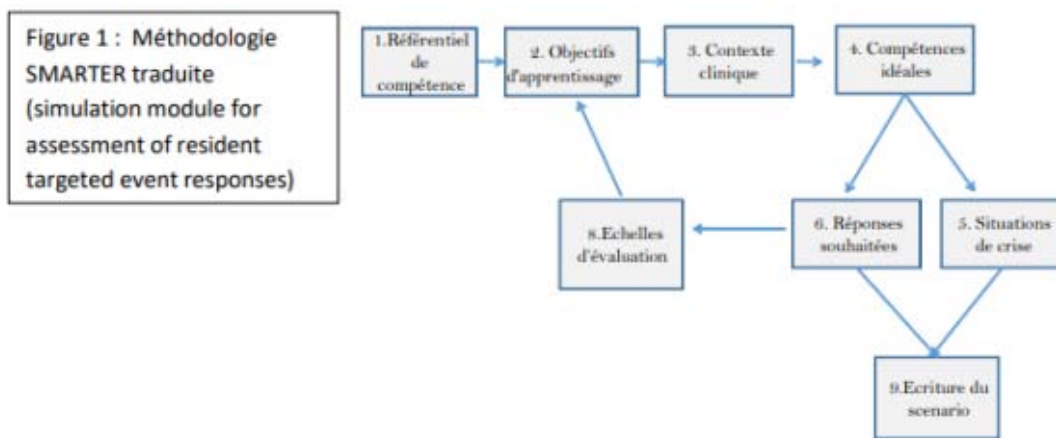 Figure 1 : Méthodologie
SMARTER traduite
(simulation module for
assessment of resident
targeted event responses)
1.Référentiel
de
compétence
2. Objectifs
d'apprentissage
3. Contexte
clinique
4. Compétences
idéales
8.Echelles
d'évaluation
6. Réponses
souhaitées
5. Situations
de crise
9.Ecriture du
scenario